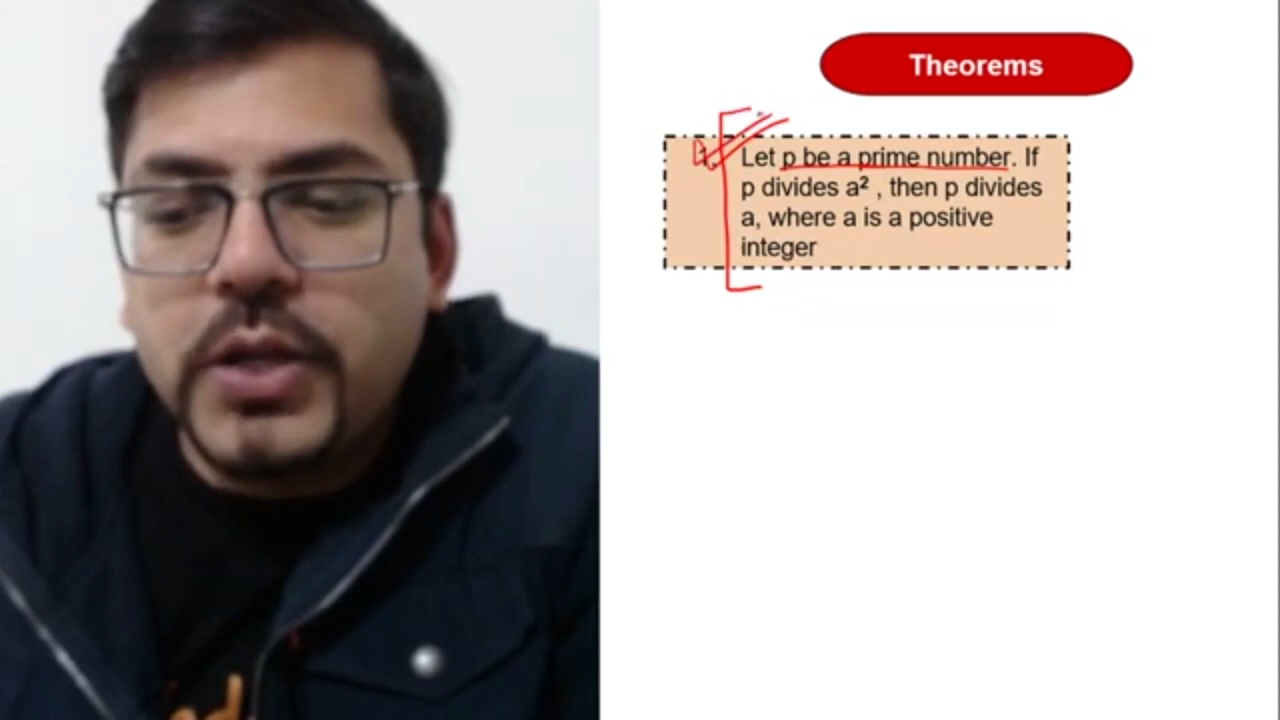 Theorems
1. Let p be a prime number. If
p divides a², then p divides
a, where a is a positive
integer